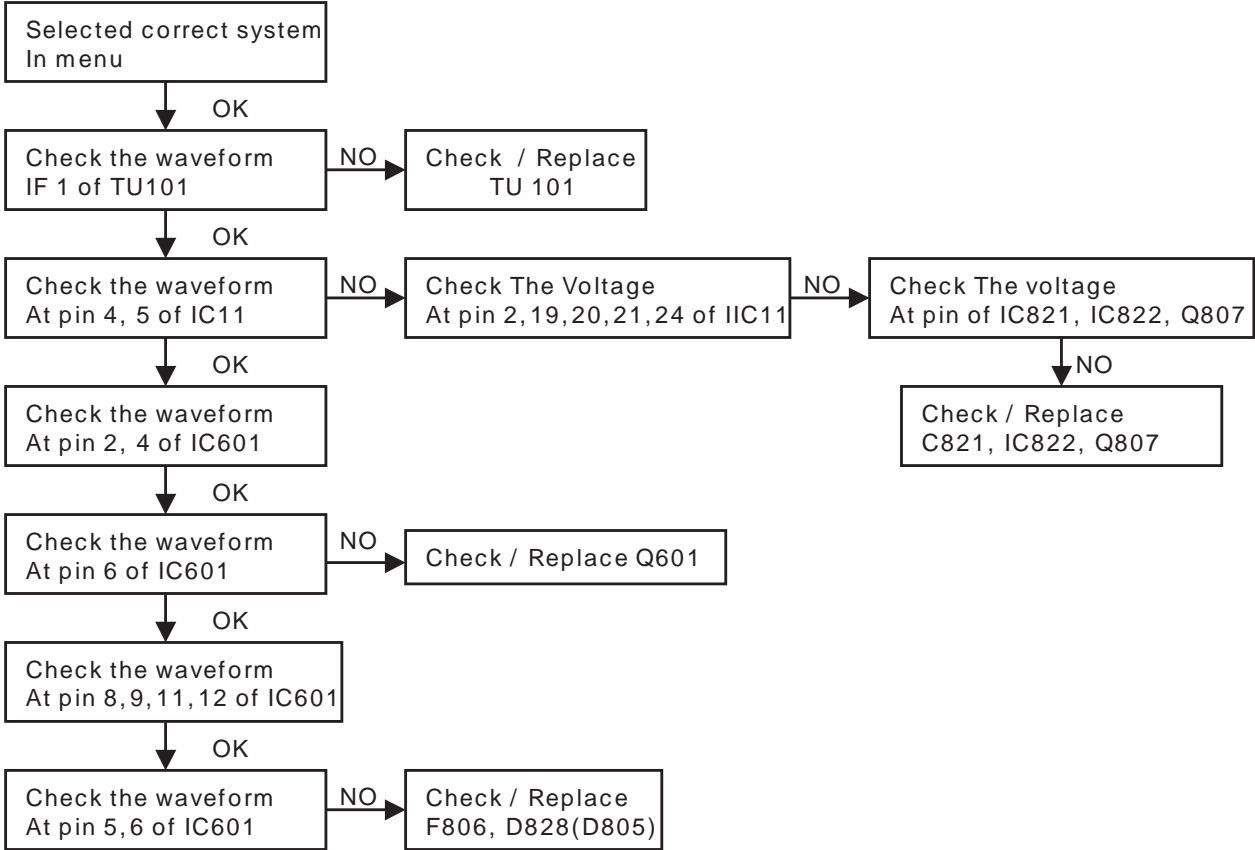 Selected correct system
In menu
OK
Check the waveform
IF 1 of TU101
NO
Check / Replace
TU 101
OK
Check the waveform
At pin 4, 5 of IC11
NO
Check The Voltage
At pin 2,19,20,21,24 of IIC11
NO
Check The voltage
At pin of IC821, IC822, Q807
NO
Check / Replace
C821, IC822, Q807
OK
Check the waveform
At pin 2, 4 of IC601
OK
Check the waveform
At pin 6 of IC601
NO
Check / Replace Q601
OK
Check the waveform
At pin 8,9,11,12 of IC601
OK
Check the waveform
At pin 5,6 of IC601
NO
Check / Replace
F806, D828(D805)